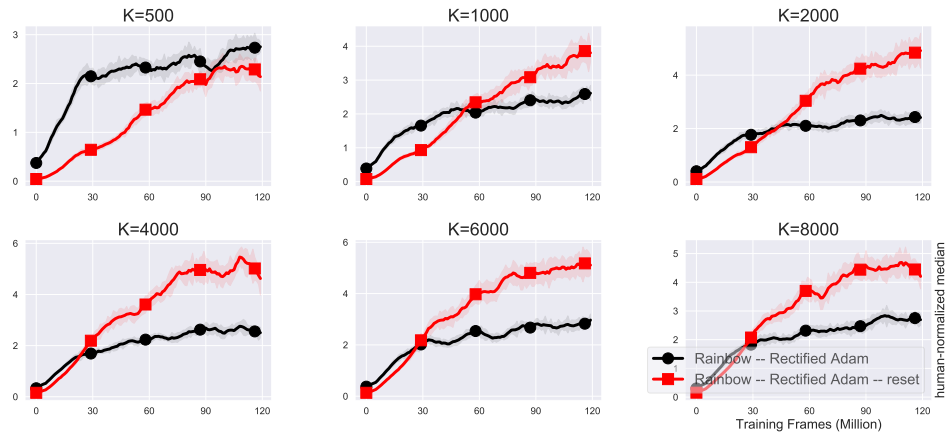 K=500
3
2
1
0
0 30 60 90 120
K=1000
4
3
2
1
0
0 30 60 90 120
K=2000
4
2
0
0 30 60 90 120
K=4000
6
4
2
0
0 30 60 90 120
K=6000
6
4
2
0
0 30 60 90 120
K=8000
5
4
3
2
1
0
0 30 60 90 120
Rainbow -- Rectified Adam
Rainbow -- Rectified Adam -- reset
Training Frames (Million)
human-normalized median